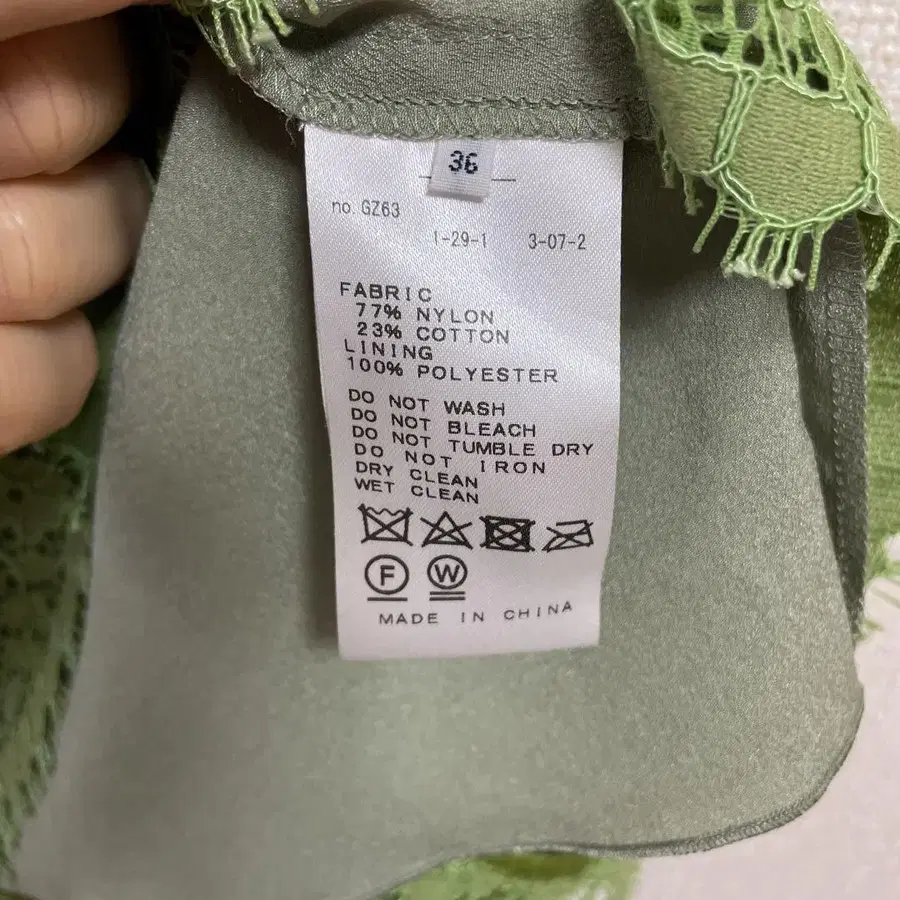 36
no. GZ63
1-29-1 3-07-2
FABRIC
77% NYLON
23% COTTON
LINING
100% POLYESTER
DO NOT WASH
DO NOT BLEACH
DO NOT TUMBLE DRY
DO NOT IRON
DRY CLEAN
WET CLEAN
F W
MADE IN CHINA